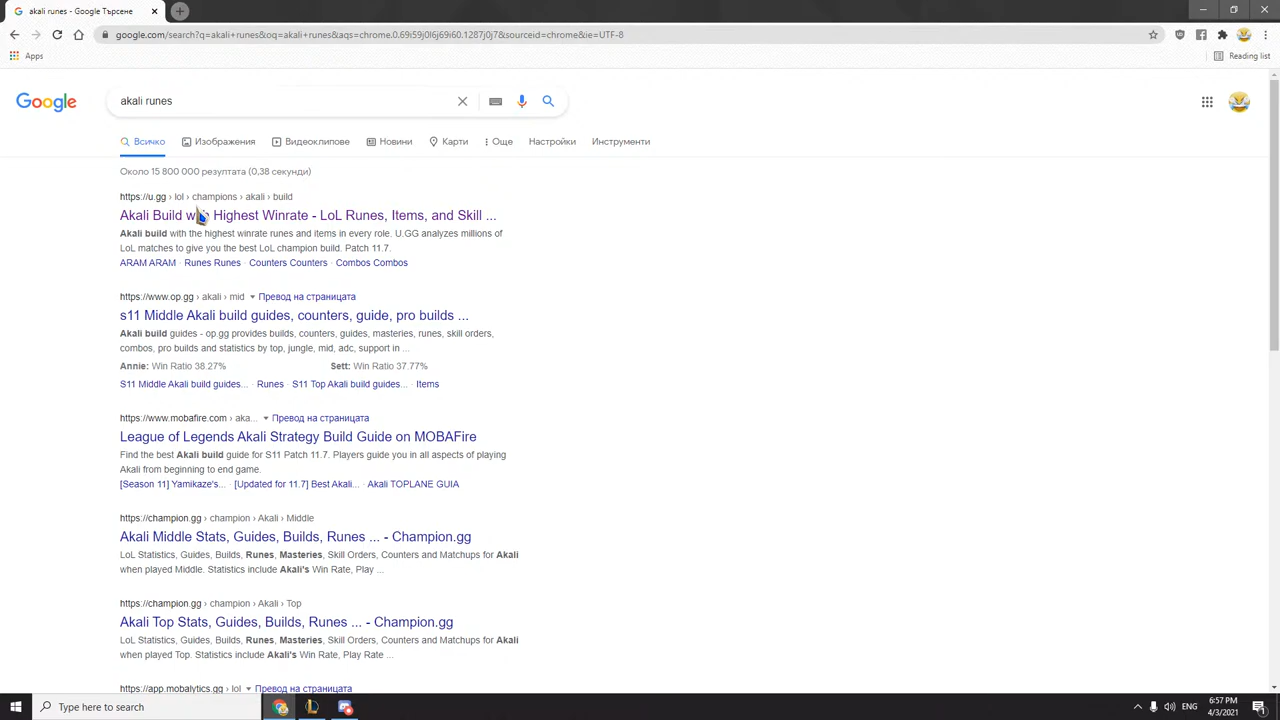 akali runes - Google Търсене
google.com/search?q=akali+runes&oq=akali+runes&aqs=chrome.0.69i59j0l6j69i60.1287j0j7&sourceid=chrome&ie=UTF-8
Apps
Reading list
Google
akali runes
Всичко
Изображения
Видеоклипове
Новини
Карти
Още
Настройки
Инструменти
Около 15 800 000 резултата (0,38 секунди)
https://u.gg › lol › champions › akali › build
Akali Build with Highest Winrate - LoL Runes, Items, and Skill ...
Akali build with the highest winrate runes and items in every role. U.GG analyzes millions of
LoL matches to give you the best LoL champion build. Patch 11.7.
ARAM ARAM · Runes Runes · Counters Counters · Combos Combos
https://www.op.gg › akali › mid ▾ Превод на страницата
s11 Middle Akali build guides, counters, guide, pro builds ...
Akali build guides - op.gg provides builds, counters, guides, masteries, runes, skill orders,
combos, pro builds and statistics by top, jungle, mid, adc, support in ...
Annie: Win Ratio 38.27% Sett: Win Ratio 37.77%
S11 Middle Akali build guides... · Runes · S11 Top Akali build guides... · Items
https://www.mobafire.com › aka... ▾ Превод на страницата
League of Legends Akali Strategy Build Guide on MOBAFire
Find the best Akali build guide for S11 Patch 11.7. Players guide you in all aspects of playing
Akali from beginning to end game.
[Season 11] Yamikaze's... · [Updated for 11.7] Best Akali... · Akali TOPLANE GUIA
https://champion.gg › champion › Akali › Middle
Akali Middle Stats, Guides, Builds, Runes ... - Champion.gg
LoL Statistics, Guides, Builds, Runes, Masteries, Skill Orders, Counters and Matchups for Akali
when played Middle. Statistics include Akali's Win Rate, Play ...
https://champion.gg › champion › Akali › Top
Akali Top Stats, Guides, Builds, Runes ... - Champion.gg
LoL Statistics, Guides, Builds, Runes, Masteries, Skill Orders, Counters and Matchups for Akali
when played Top. Statistics include Akali's Win Rate, Play Rate ...
https://app.mobalytics.gg › lol ▾ Превод на страницата
Type here to search
ENG
6:57 PM
4/3/2021
1